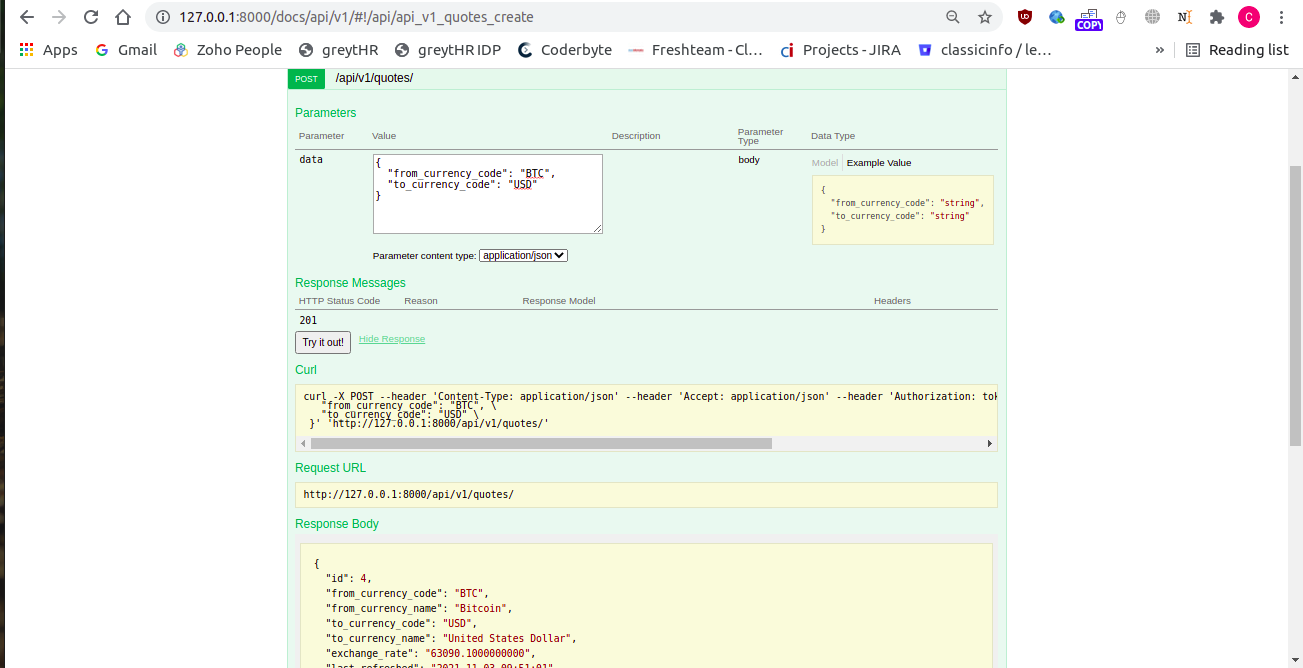 127.0.0.1:8000/docs/api/v1/#!/api/api_v1_quotes_create
COPY
C
Apps Gmail Zoho People greytHR greytHR IDP Coderbyte Freshteam - Cl... Projects - JIRA classicinfo / le... » Reading list
POST /api/v1/quotes/
Parameters
Parameter Value Description Parameter Type Data Type
data
{
"from_currency_code": "BTC",
"to_currency_code": "USD"
}
body
Model Example Value
{
"from_currency_code": "string",
"to_currency_code": "string"
}
Parameter content type: application/json
Response Messages
HTTP Status Code Reason Response Model Headers
201
Try it out! Hide Response
Curl
curl -X POST --header 'Content-Type: application/json' --header 'Accept: application/json' --header 'Authorization: tok
"from_currency_code": "BTC", \
"to_currency_code": "USD" \
}' 'http://127.0.0.1:8000/api/v1/quotes/'
Request URL
http://127.0.0.1:8000/api/v1/quotes/
Response Body
{
"id": 4,
"from_currency_code": "BTC",
"from_currency_name": "Bitcoin",
"to_currency_code": "USD",
"to_currency_name": "United States Dollar",
"exchange_rate": "63090.1000000000",
"last_refreshed": "2021-11-03 09:51:01"